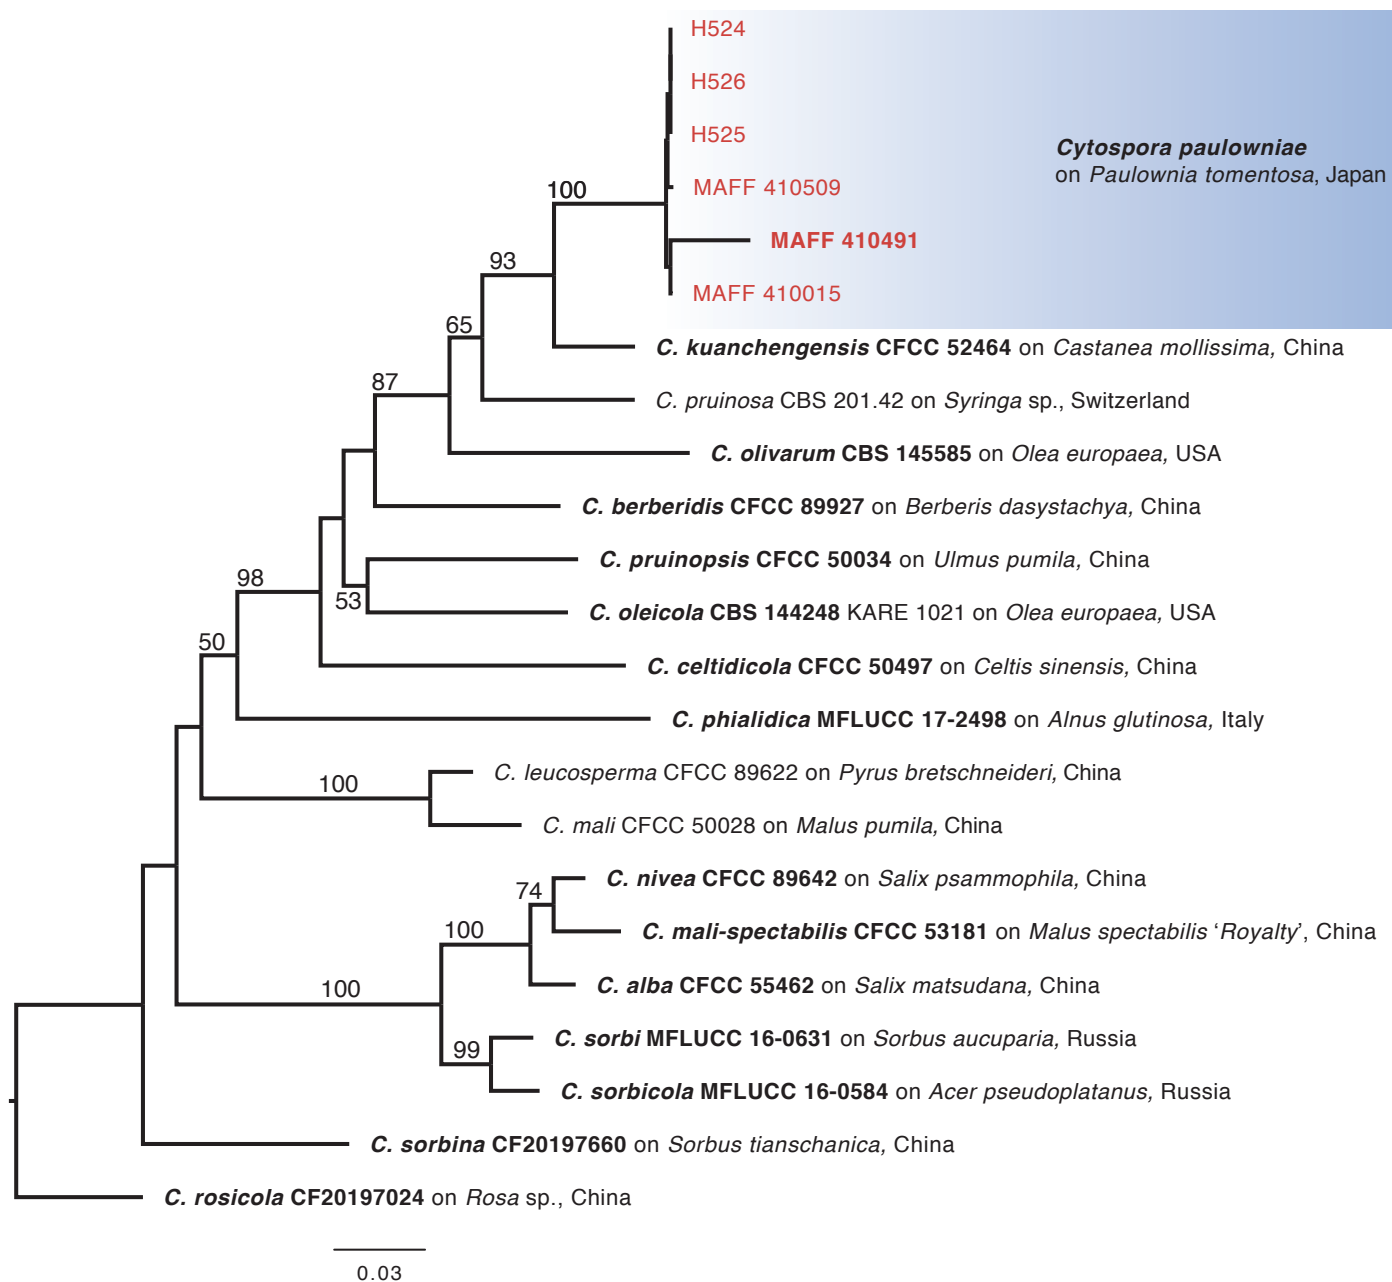 H524
H526
H525
Cytospora paulowniae
on Paulownia tomentosa, Japan
100
MAFF 410509
MAFF 410491
93
MAFF 410015
65
C. kuanchengensis CFCC 52464 on Castanea mollissima, China
87
C. pruinosa CBS 201.42 on Syringa sp., Switzerland
C. olivarum CBS 145585 on Olea europaea, USA
C. berberidis CFCC 89927 on Berberis dasystachya, China
C. pruinopsis CFCC 50034 on Ulmus pumila, China
98
53
C. oleicola CBS 144248 KARE 1021 on Olea europaea, USA
50
C. celtidicola CFCC 50497 on Celtis sinensis, China
C. phialidica MFLUCC 17-2498 on Alnus glutinosa, Italy
C. leucosperma CFCC 89622 on Pyrus bretschneideri, China
100
C. mali CFCC 50028 on Malus pumila, China
74
C. nivea CFCC 89642 on Salix psammophila, China
100
C. mali-spectabilis CFCC 53181 on Malus spectabilis ‘Royalty’, China
100
C. alba CFCC 55462 on Salix matsudana, China
C. sorbi MFLUCC 16-0631 on Sorbus aucuparia, Russia
99
C. sorbicola MFLUCC 16-0584 on Acer pseudoplatanus, Russia
C. sorbina CF20197660 on Sorbus tianschanica, China
C. rosicola CF20197024 on Rosa sp., China
0.03